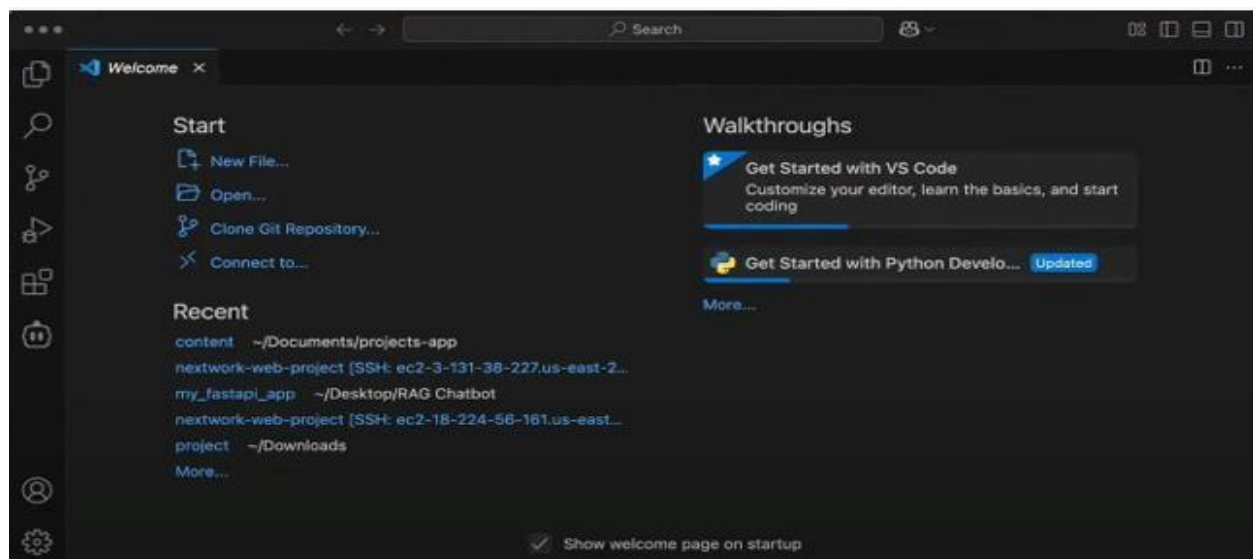 Search
Welcome
Start
New File...
Open...
Clone Git Repository...
Connect to...
Recent
content ~/Documents/projects-app
nextwork-web-project [SSH: ec2-3-131-38-227.us-east-2...
my_fastapi_app ~/Desktop/RAG Chatbot
nextwork-web-project [SSH: ec2-18-224-56-161.us-east...
project ~/Downloads
More...
Walkthroughs
Get Started with VS Code
Customize your editor, learn the basics, and start
coding
Get Started with Python Develo... Updated
More...
Show welcome page on startup